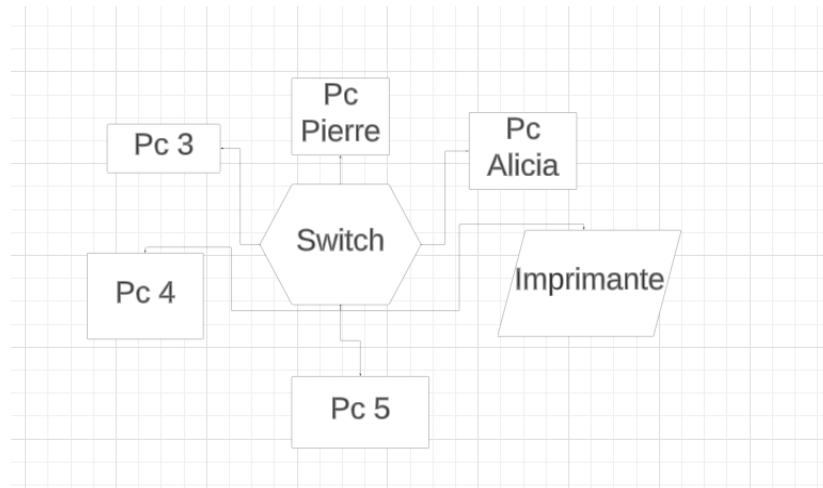 Pc
Pierre
Pc 3
Pc
Alicia
Switch
Pc 4
Imprimante
Pc 5